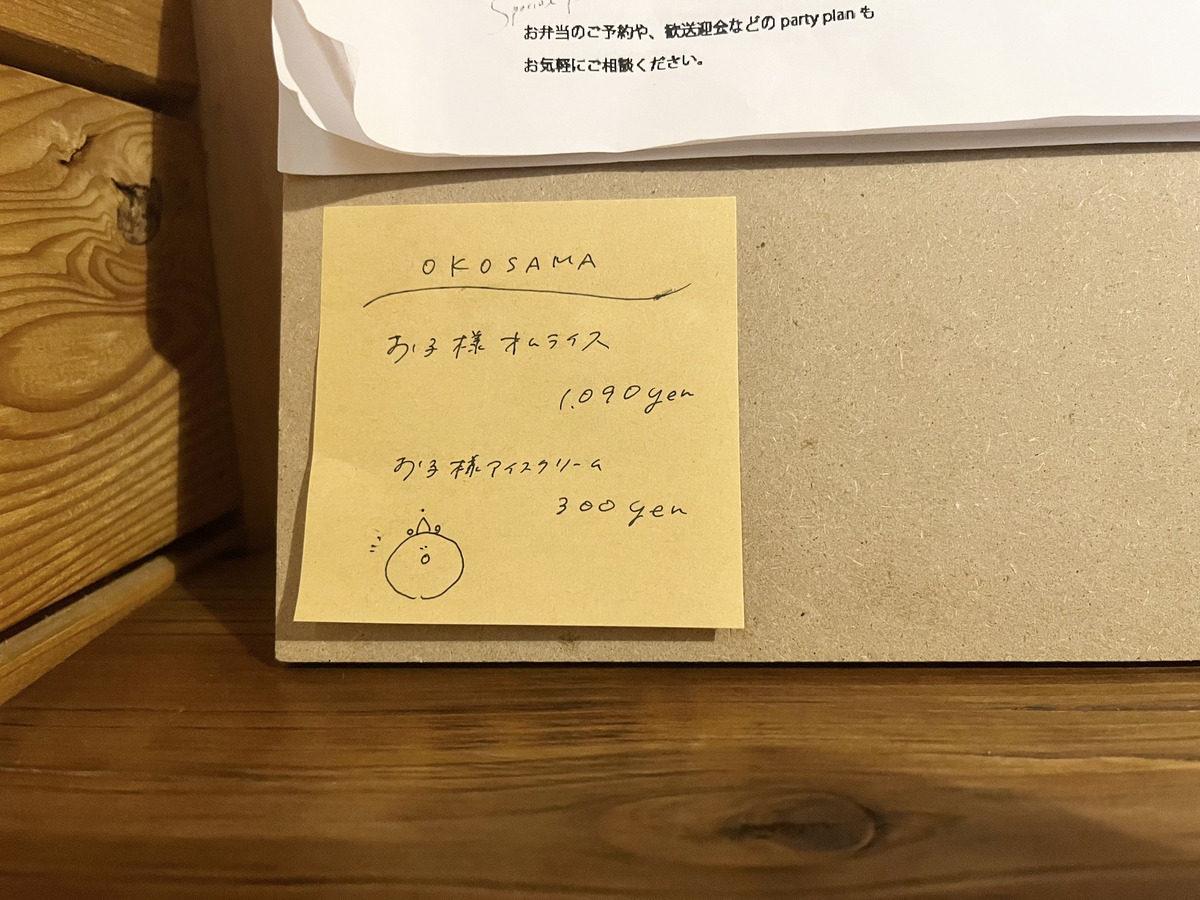 Special
お弁当のご予約や、歓送迎会などの party plan も
お気軽にご相談ください。
OKOSAMA
お子様オムライス
1,090yen
お子様アイスクリーム
300 yen